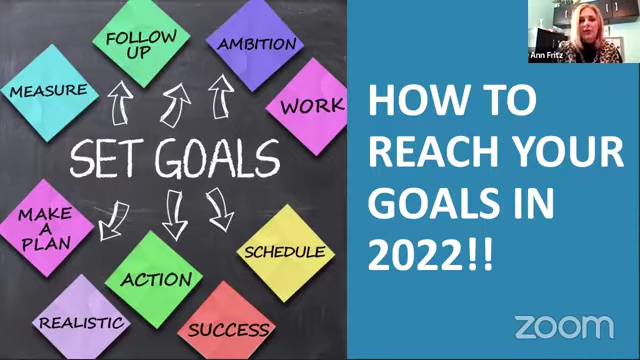 FOLLOW
UP
AMBITION
MEASURE
WORK
SET GOALS
MAKE
A
PLAN
ACTION
SCHEDULE
REALISTIC
SUCCESS
HOW TO
REACH YOUR
GOALS IN
2022!!
Ann Fritz
zoom